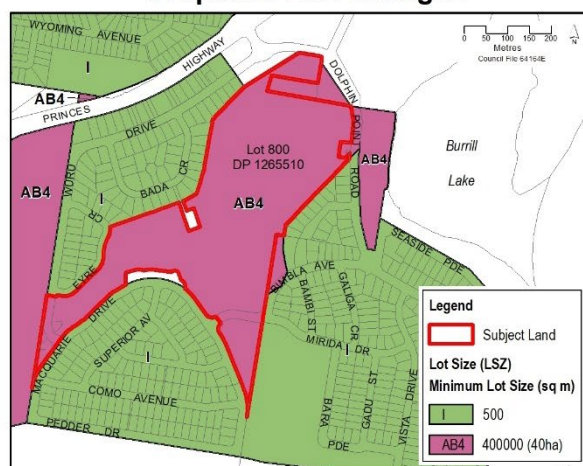 WYOMING AVENUE
I
AB4
PRINCES
HIGHWAY
0 50 100 150 200
Metres
Council File 64164E
DOLPHIN
POINT
ROAD
Lot 800
DP 1265510
AB4
AB4
AB4
Burrill
Lake
DRIVE
WURU
I
CR
BADA
CR
EYRE
SEASIDE PDE
BAMBI ST
GALIGA
CR
MIRIDA DR
I
MACQUARIE DRIVE
SUPERIOR AV
I
COMO AVENUE
PEDDER DR
BARA
PDE
GADU ST
VISTA DRIVE
Legend
Subject Land
Lot Size (LSZ)
Minimum Lot Size (sq m)
I 500
AB4 400000 (40ha)